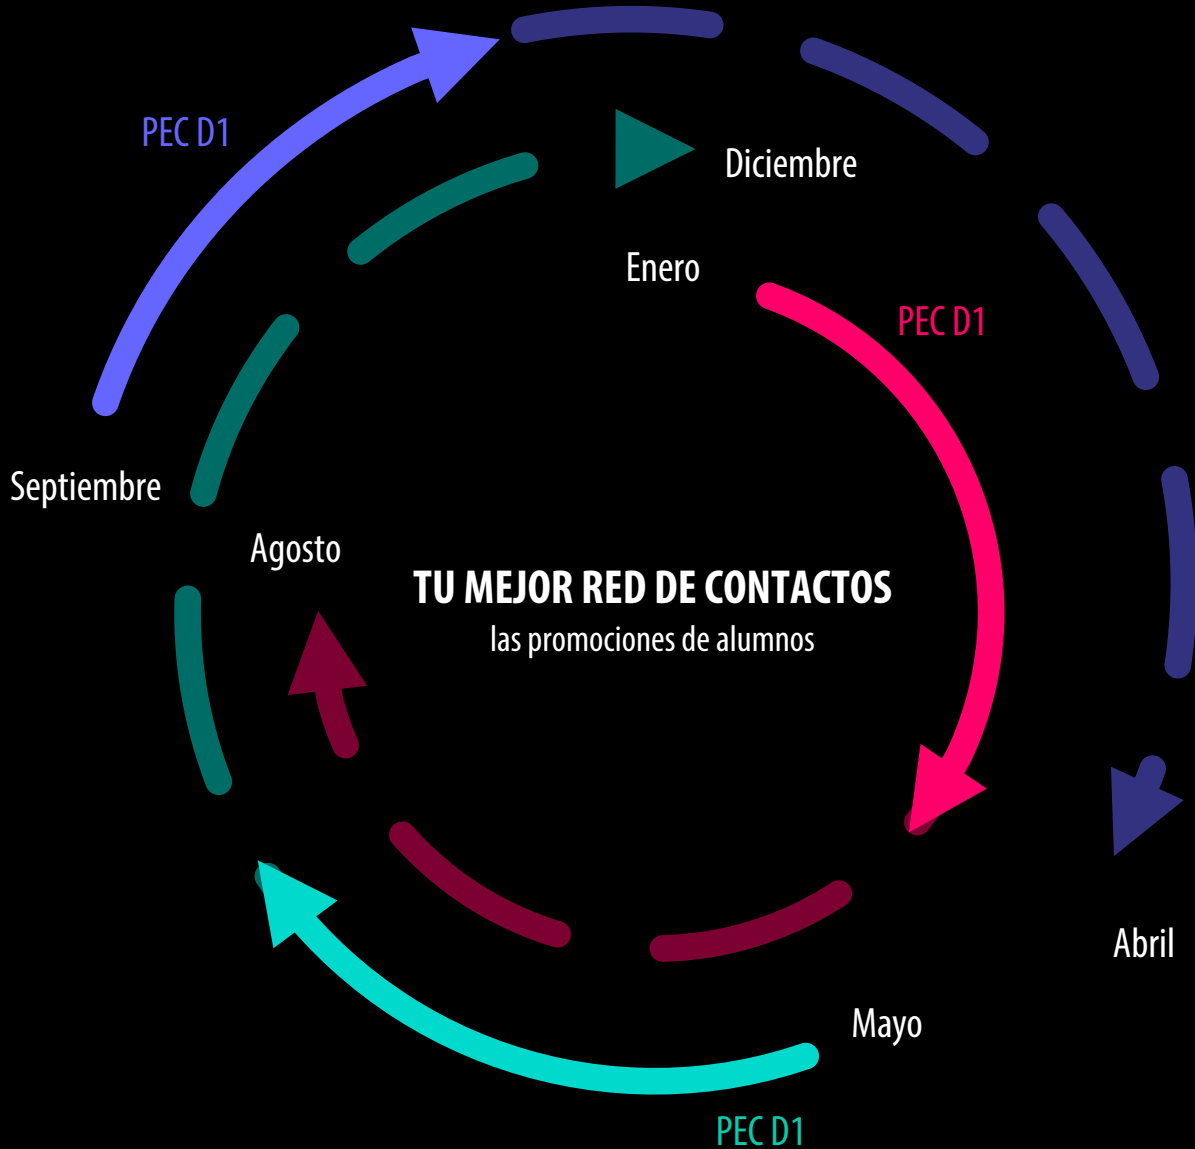 PEC D1
Diciembre
Enero
PEC D1
Septiembre
Agosto
TU MEJOR RED DE CONTACTOS
las promociones de alumnos
Abril
Mayo
PEC D1